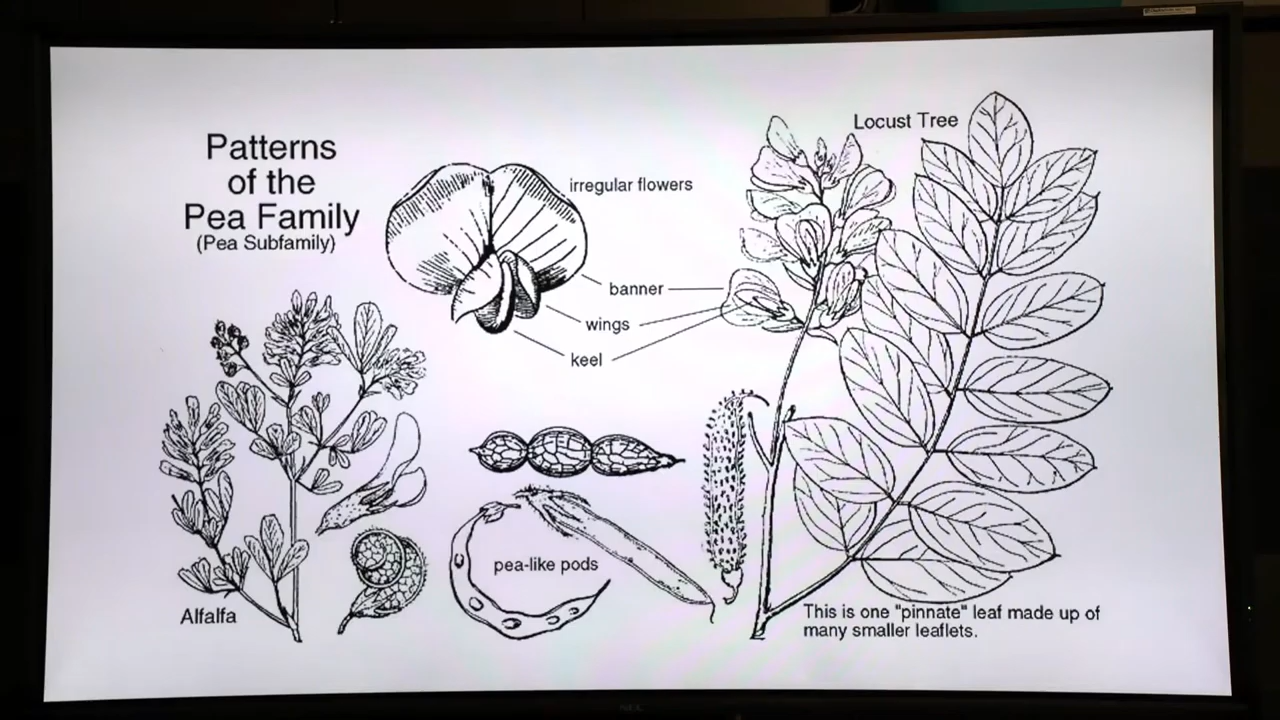 Patterns
of the
Pea Family
(Pea Subfamily)
irregular flowers
banner
wings
keel
Locust Tree
Alfalfa
pea-like pods
This is one "pinnate" leaf made up of
many smaller leaflets.
NEC